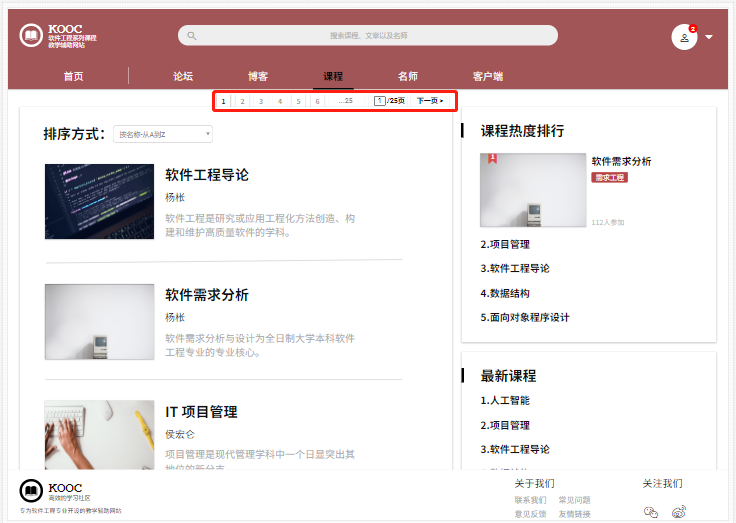 KOOC
软件工程系列课程
教学辅助网站
搜索课程、文章以及名师
2
首页
论坛
博客
课程
名师
客户端
1 2 3 4 5 6 ...25 1 /25页 下一页 >
排序方式：
按名称-从A到Z
软件工程导论
杨枨
软件工程是研究或应用工程化方法创造、构
建和维护高质量软件的学科。
软件需求分析
杨枨
软件需求分析与设计为全日制大学本科软件
工程专业的专业核心。
IT 项目管理
侯宏仑
项目管理是现代管理学科中一个日显突出其
地位的新分支
课程热度排行
1
软件需求分析
需求工程
112人参加
2.项目管理
3.软件工程导论
4.数据结构
5.面向对象程序设计
最新课程
1.人工智能
2.项目管理
3.软件工程导论
KOOC
高效的学习社区
专为软件工程专业开设的教学辅助网站
关于我们
联系我们 常见问题
意见反馈 友情链接
关注我们